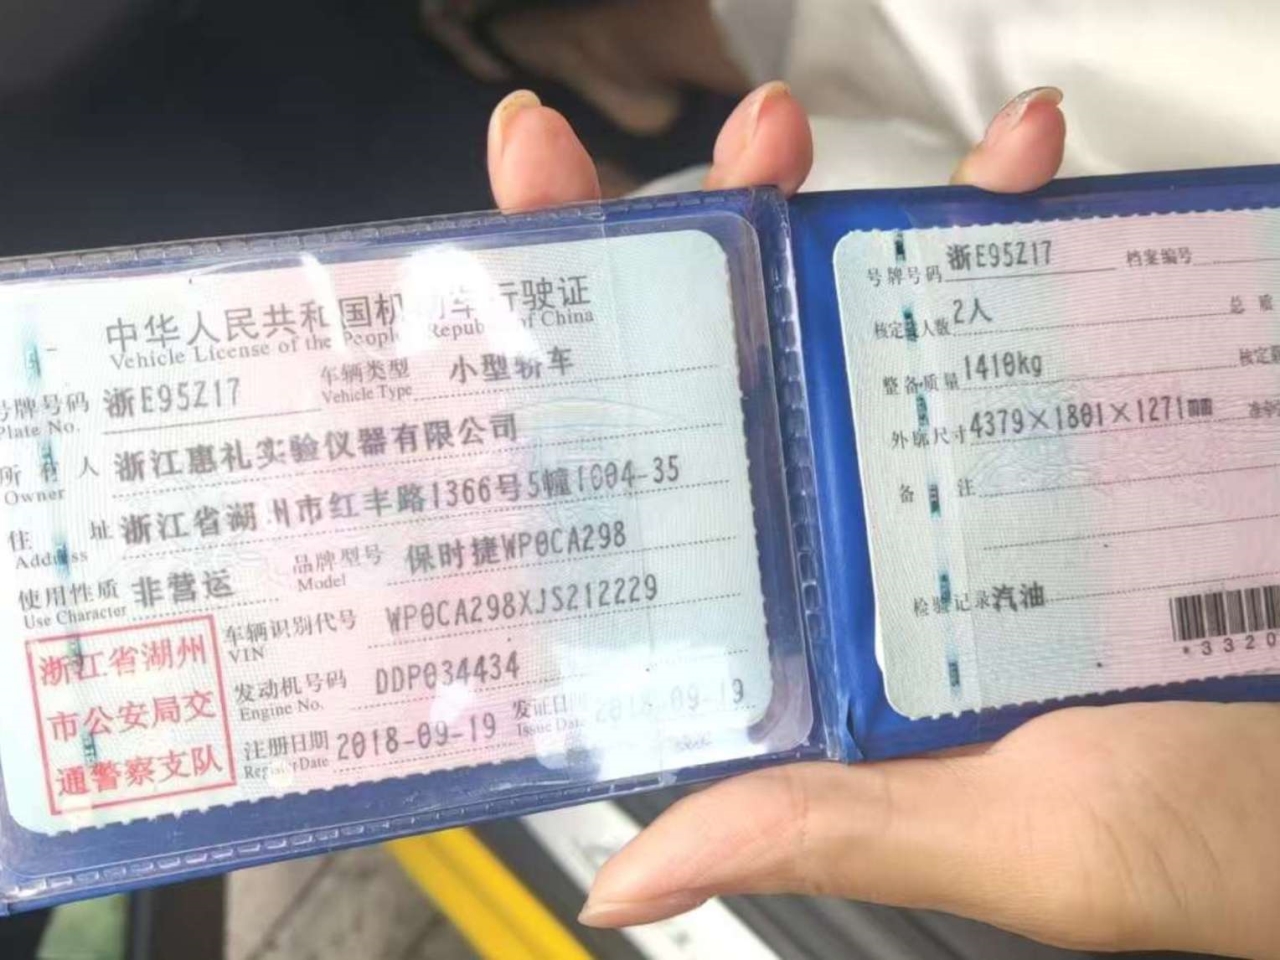 中华人民共和国机动车行驶证
Vehicle License of the People's Republic of China
号牌号码 浙E95Z17 车辆类型 小型轿车
Plate No. Vehicle Type
所有人 浙江惠礼实验仪器有限公司
Owner
住址 浙江省湖州市红丰路1366号5幢1004-35
Address
使用性质 非营运 品牌型号 保时捷WP0CA298
Use Character Model
浙江省湖州
市公安局交
通警察支队
车辆识别代号 WP0CA298XJS212229
VIN
发动机号码 DDP034434
Engine No.
注册日期 2018-09-19 发证日期 2018-09-19
Register Date Issue Date
号牌号码 浙E95Z17 档案编号
核定载人数 2人 总质
整备质量 1410kg 核定
外廓尺寸 4379×1801×1271mm
备注
检验记录 汽油
*3320